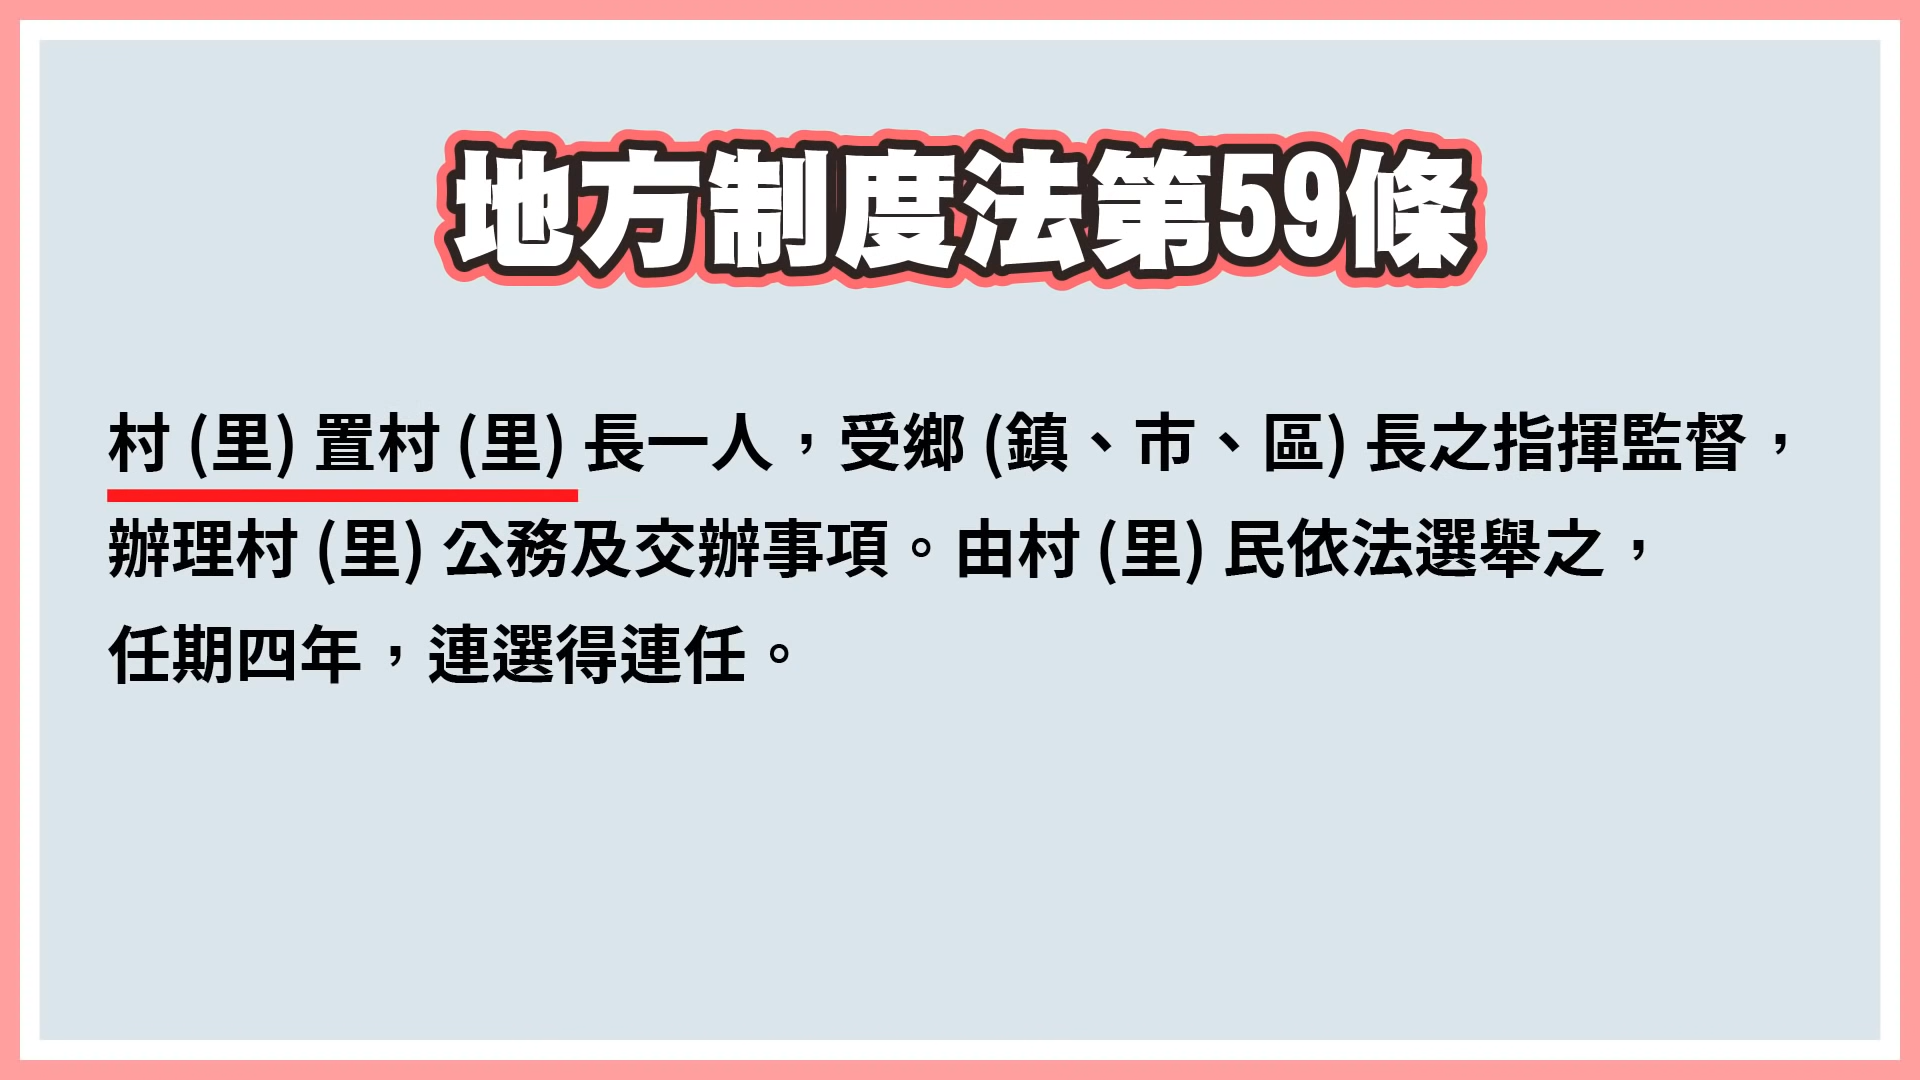 地方制度法第59條
村 (里) 置村 (里) 長一人，受鄉 (鎮、市、區) 長之指揮監督，
辦理村 (里) 公務及交辦事項。由村 (里) 民依法選舉之，
任期四年，連選得連任。